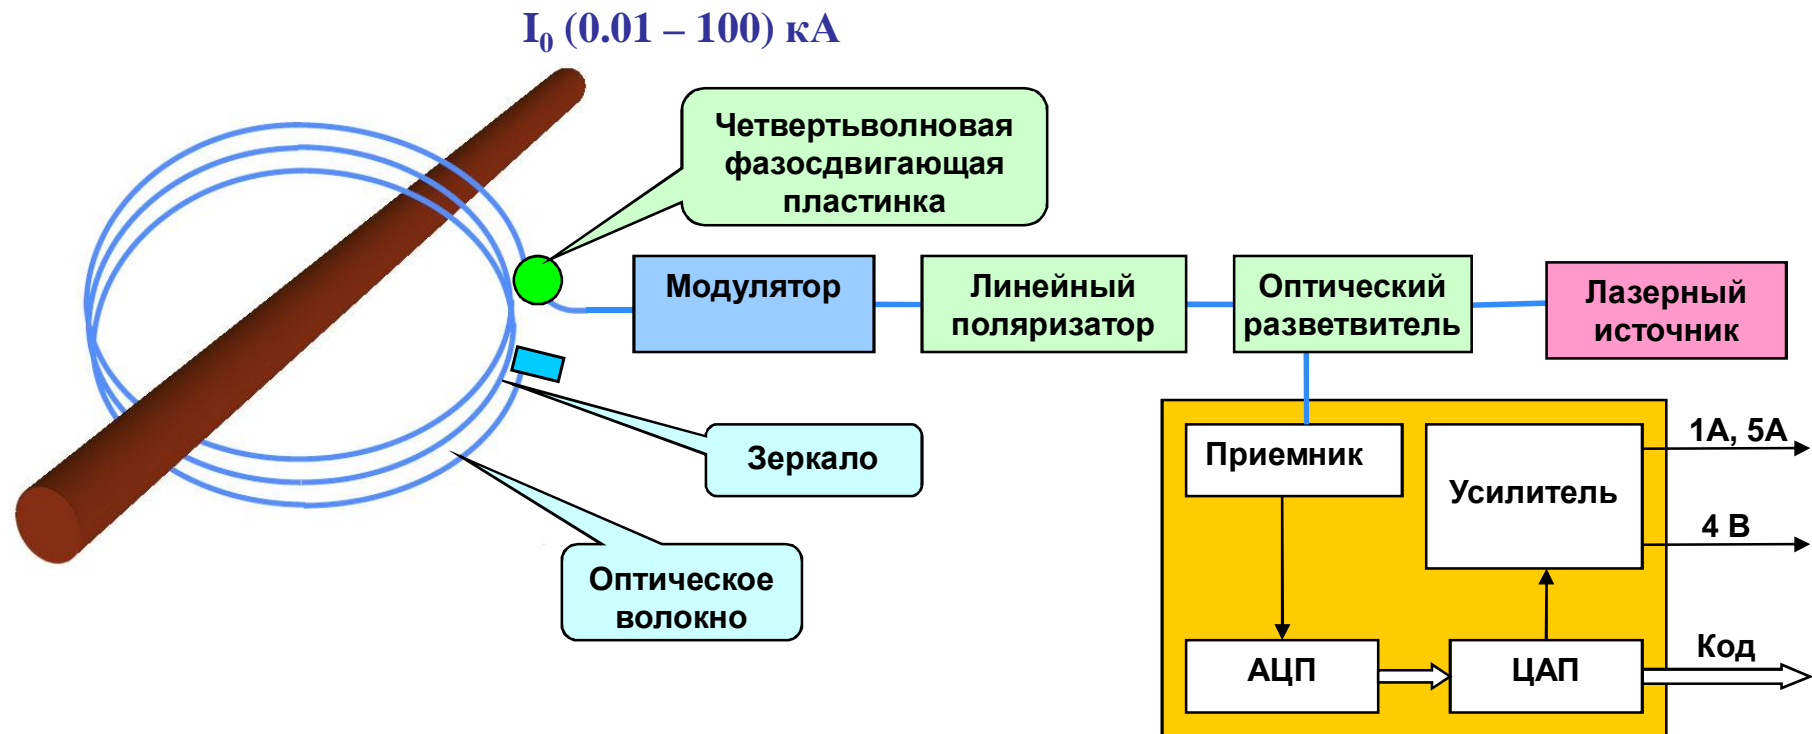 I₀ (0.01 – 100) кА
Четвертьволновая
фазосдвигающая
пластинка
Модулятор
Линейный
поляризатор
Оптический
разветвитель
Лазерный
источник
Зеркало
Оптическое
волокно
Приемник
Усилитель
1А, 5А
4 В
АЦП
ЦАП
Код